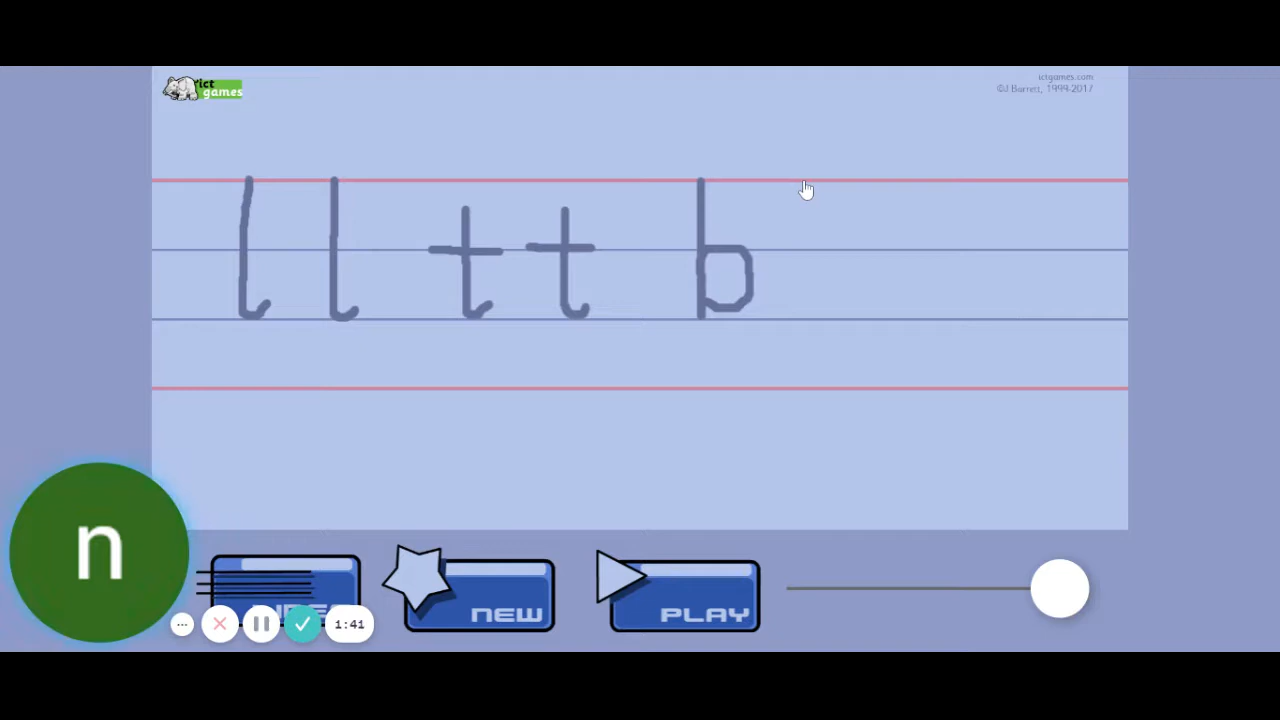 ict
games
ictgames.com
©J Barrett, 1999-2017
l l t t b
n
NEW
PLAY
1:41